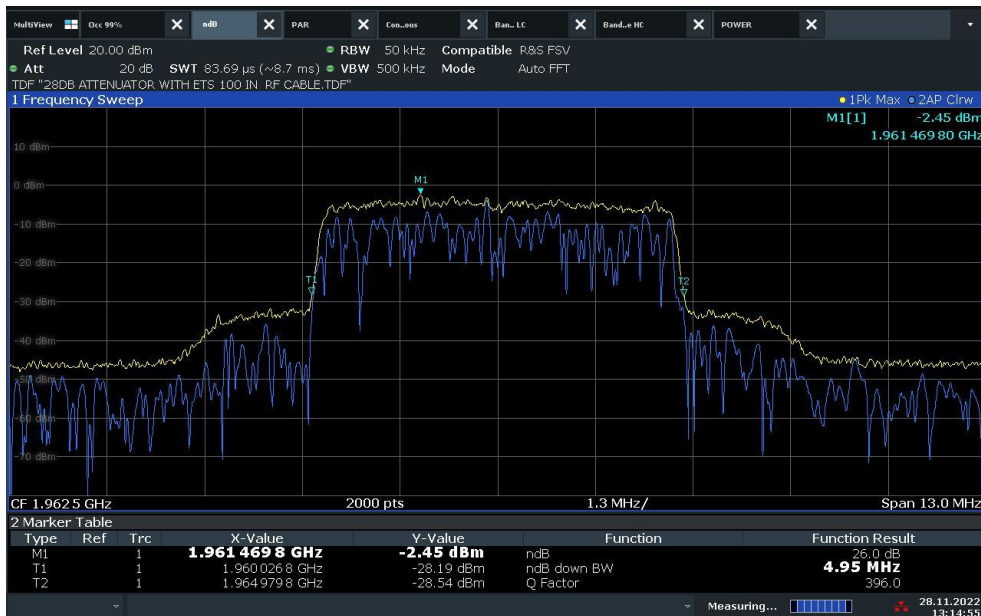 MultiView Occ 99% X ndB X PAR X Con..ous X Ban.. LC X Band..e HC X POWER X
Ref Level 20.00 dBm RBW 50 kHz Compatible R&S FSV
Att 20 dB SWT 83.69 µs (~8.7 ms) VBW 500 kHz Mode Auto FFT
TDF "28DB ATTENUATOR WITH ETS 100 IN RF CABLE.TDF"
1 Frequency Sweep 1Pk Max 2AP Clrw
M1[1] -2.45 dBm
1.961 469 80 GHz
10 dBm
0 dBm
M1
-10 dBm
-20 dBm
T1 T2
-30 dBm
-40 dBm
-50 dBm
-60 dBm
-70 dBm
CF 1.962 5 GHz 2000 pts 1.3 MHz/ Span 13.0 MHz
2 Marker Table
Type Ref Trc X-Value Y-Value Function Function Result
M1 1 1.961 469 8 GHz -2.45 dBm ndB 26.0 dB
T1 1 1.960 026 8 GHz -28.19 dBm ndB down BW 4.95 MHz
T2 1 1.964 979 8 GHz -28.54 dBm Q Factor 396.0
Measuring... 28.11.2022
13:14:55